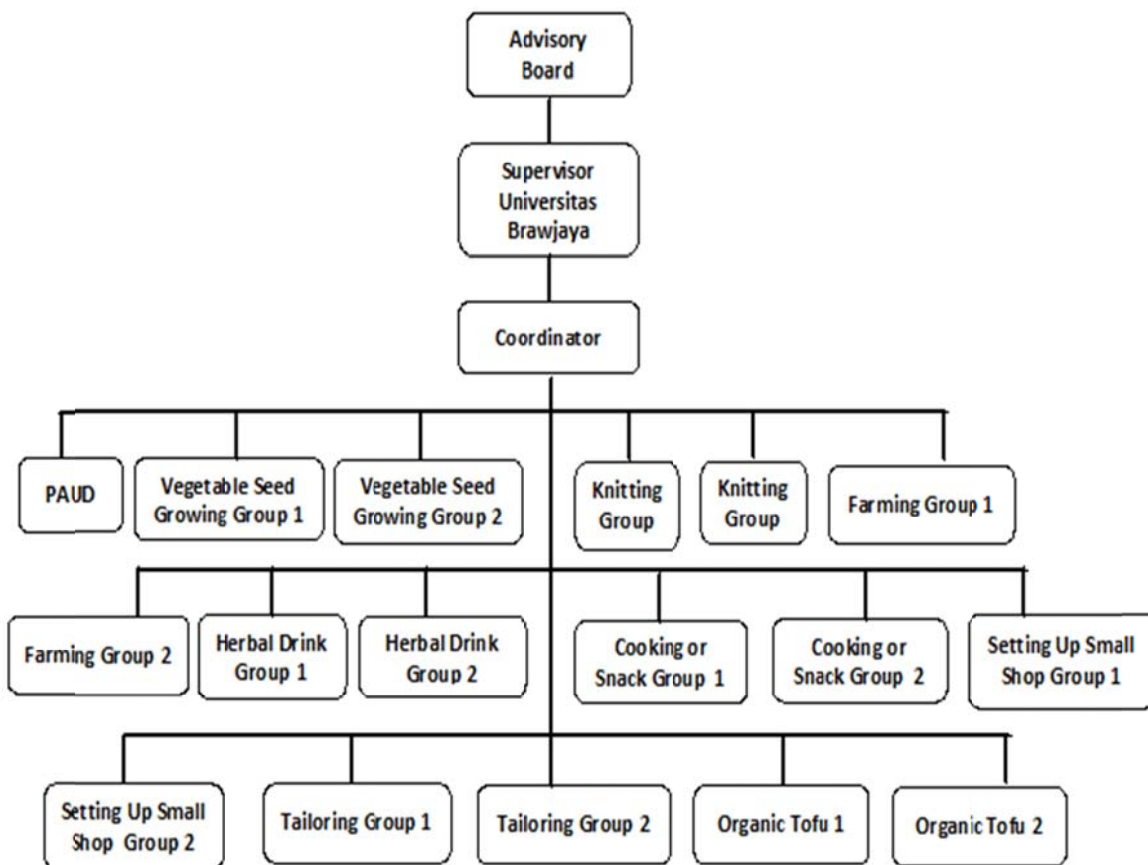 Advisory
Board
Supervisor
Universitas
Brawjaya
Coordinator
PAUD
Vegetable Seed
Growing Group 1
Vegetable Seed
Growing Group 2
Knitting
Group
Knitting
Group
Farming Group 1
Farming Group 2
Herbal Drink
Group 1
Herbal Drink
Group 2
Cooking or
Snack Group 1
Cooking or
Snack Group 2
Setting Up Small
Shop Group 1
Setting Up Small
Shop Group 2
Tailoring Group 1
Tailoring Group 2
Organic Tofu 1
Organic Tofu 2